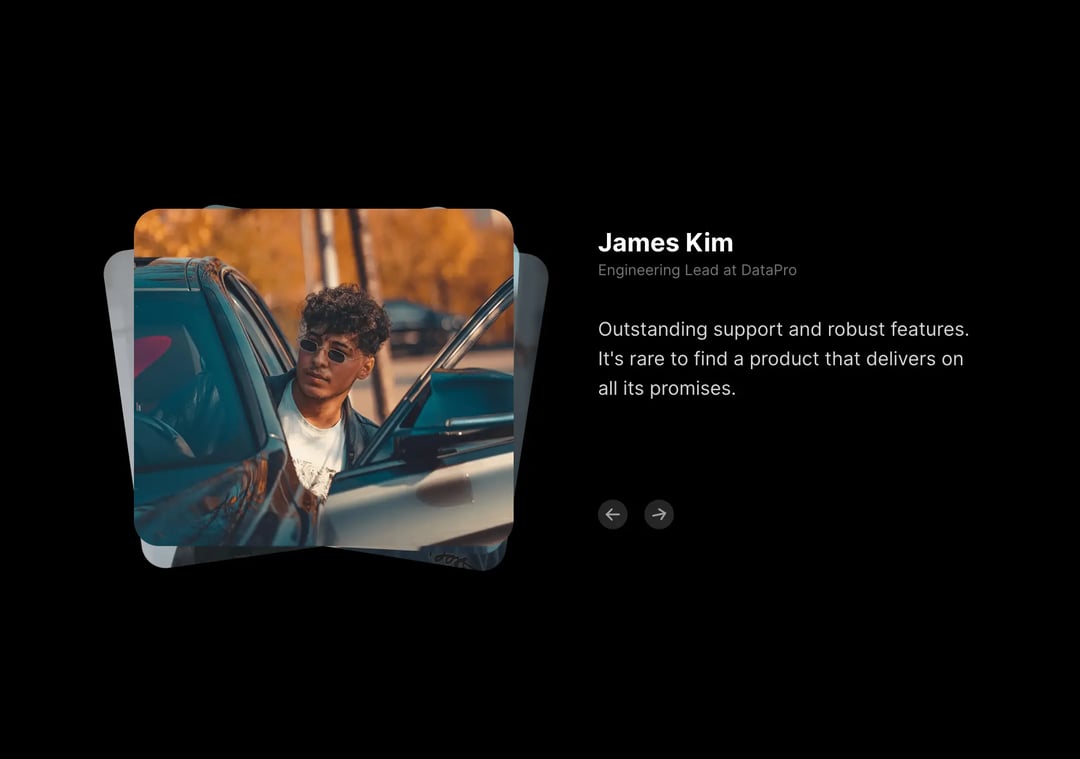 James Kim
Engineering Lead at DataPro
Outstanding support and robust features.
It's rare to find a product that delivers on
all its promises.